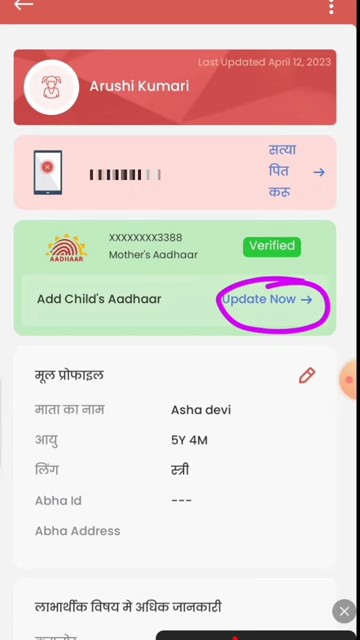 Last Updated April 12, 2023
Arushi Kumari
सत्या
पित
करू
XXXXXXXX3388
Mother's Aadhaar
Verified
AADHAAR
Add Child's Aadhaar
Update Now
मूल प्रोफाइल
माता का नाम Asha devi
आयु 5Y 4M
लिंग स्त्री
Abha Id ---
Abha Address
लाभार्थीक विषय मे अधिक जानकारी